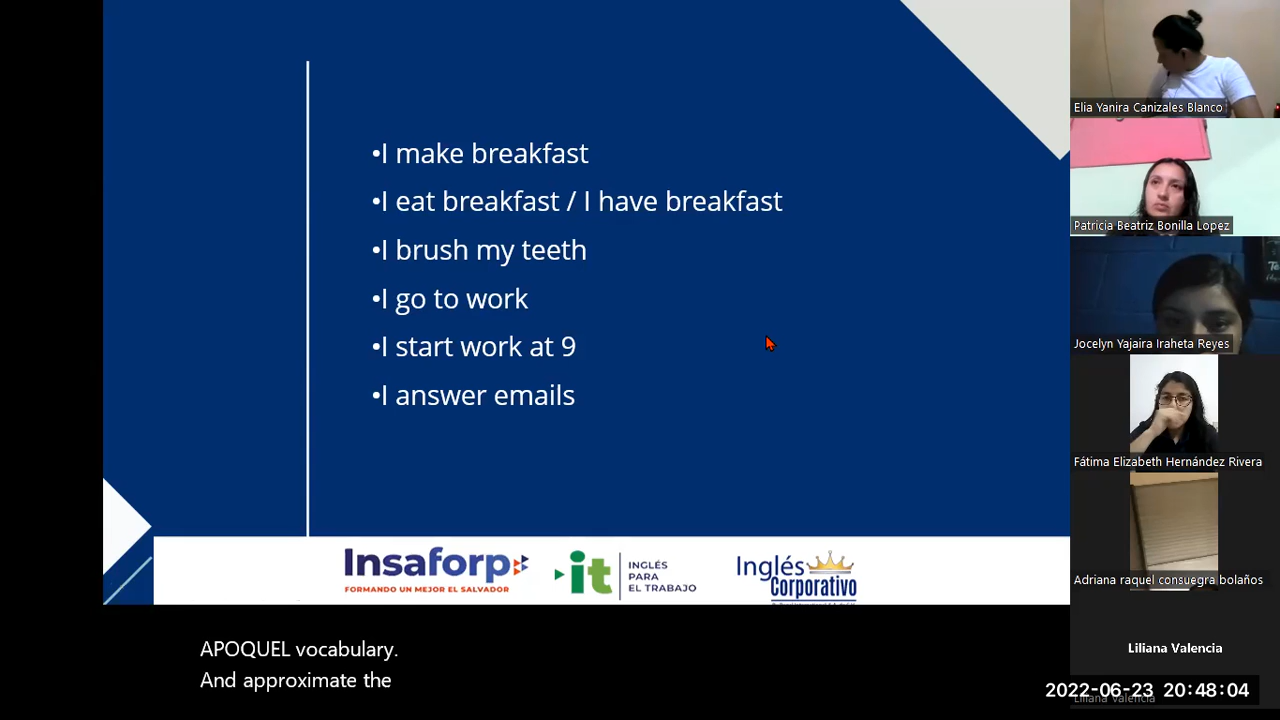 •I make breakfast
•I eat breakfast / I have breakfast
•I brush my teeth
•I go to work
•I start work at 9
•I answer emails
Insaforp
FORMANDO UN MEJOR EL SALVADOR
it
INGLÉS
PARA
EL TRABAJO
Inglés
Corporativo
APOQUEL vocabulary.
And approximate the
Elia Yanira Canizales Blanco
Patricia Beatriz Bonilla Lopez
Jocelyn Yajaira Iraheta Reyes
Fátima Elizabeth Hernández Rivera
Adriana raquel consuegra bolaños
Liliana Valencia
2022-06-23 20:48:04
Liliana Valencia